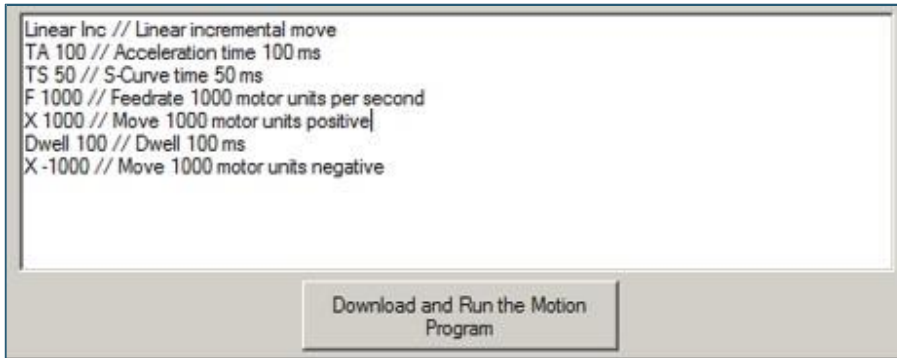 Linear Inc // Linear incremental move
TA 100 // Acceleration time 100 ms
TS 50 // S-Curve time 50 ms
F 1000 // Feedrate 1000 motor units per second
X 1000 // Move 1000 motor units positive
Dwell 100 // Dwell 100 ms
X -1000 // Move 1000 motor units negative
Download and Run the Motion
Program